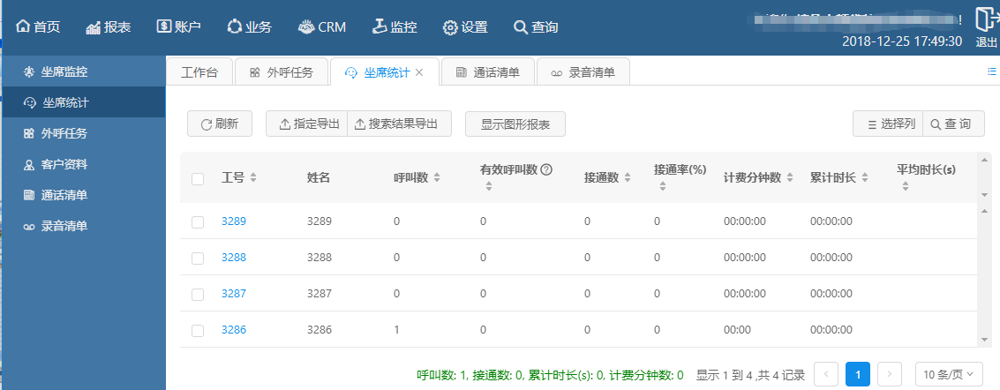 首页 报表 账户 业务 CRM 监控 设置 查询
!
2018-12-25 17:49:30 退出
坐席监控
坐席统计
外呼任务
客户资料
通话清单
录音清单
工作台 外呼任务 坐席统计 × 通话清单 录音清单
刷新 指定导出 搜索结果导出 显示图形报表 选择列 查 询
工号 姓名 呼叫数 有效呼叫数 接通数 接通率(%) 计费分钟数 累计时长 平均时长(s)
3289 3289 0 0 0 0 00:00:00 00:00:00
3288 3288 0 0 0 0 00:00:00 00:00:00
3287 3287 0 0 0 0 00:00:00 00:00:00
3286 3286 1 0 0 0 00:00 00:00:00
呼叫数: 1, 接通数: 0, 累计时长(s): 0, 计费分钟数: 0 显示 1 到 4 ,共 4 记录 < 1 > 10 条/页